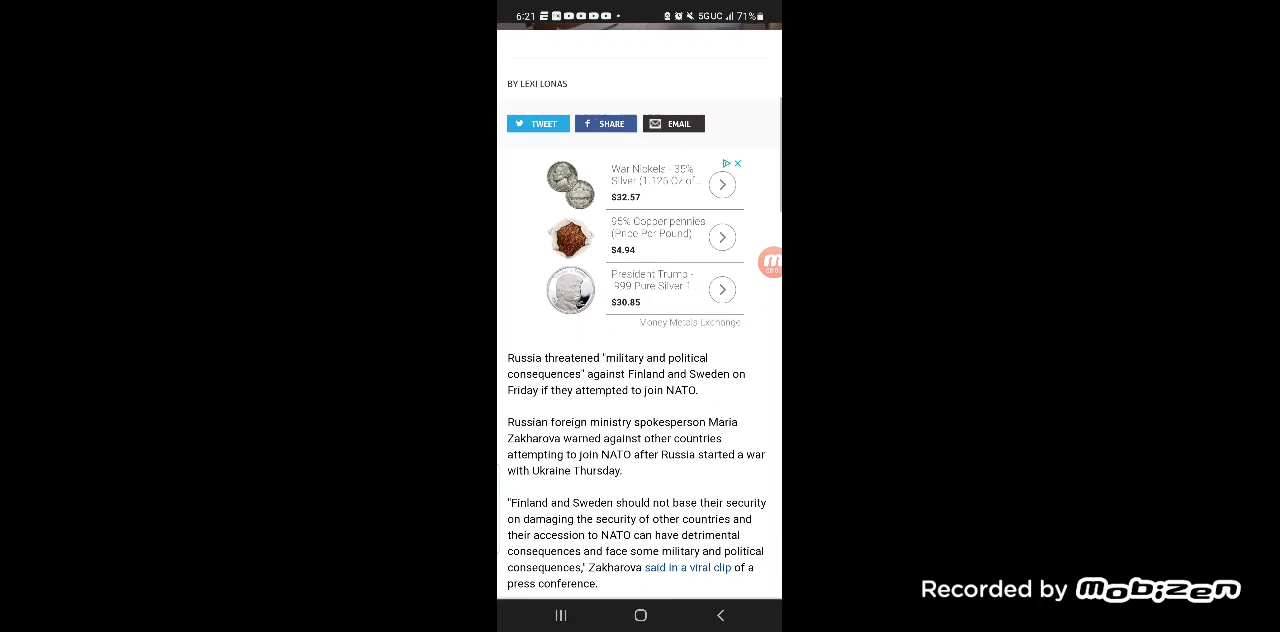 6:21 5GUC 71%
BY LEXI LONAS
TWEET SHARE EMAIL
War Nickels - 35%
Silver (1.125 Oz of...
$32.57
95% Copper pennies
(Price Per Pound)
$4.94
President Trump -
.999 Pure Silver 1
$30.85
Money Metals Exchange
Russia threatened "military and political
consequences" against Finland and Sweden on
Friday if they attempted to join NATO.
Russian foreign ministry spokesperson Maria
Zakharova warned against other countries
attempting to join NATO after Russia started a war
with Ukraine Thursday.
"Finland and Sweden should not base their security
on damaging the security of other countries and
their accession to NATO can have detrimental
consequences and face some military and political
consequences," Zakharova said in a viral clip of a
press conference.
Recorded by mobizen